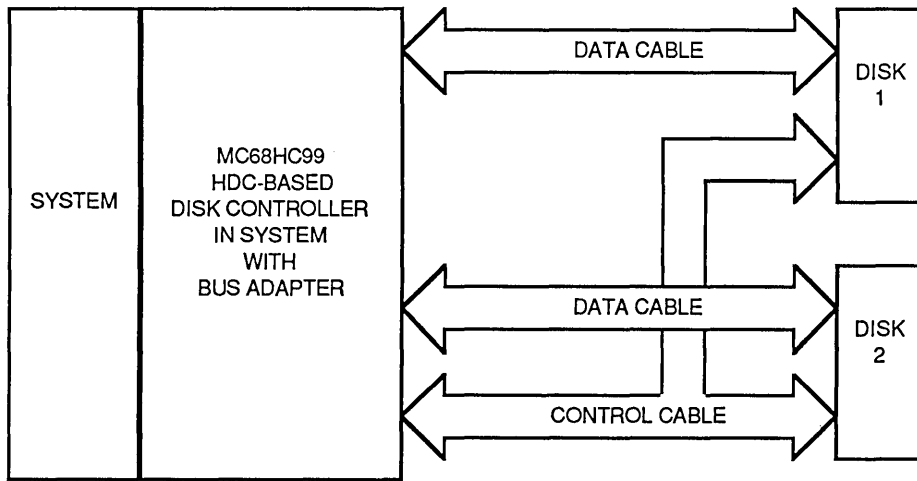 SYSTEM
MC68HC99
HDC-BASED
DISK CONTROLLER
IN SYSTEM
WITH
BUS ADAPTER
DATA CABLE
DISK
1
DATA CABLE
DISK
2
CONTROL CABLE